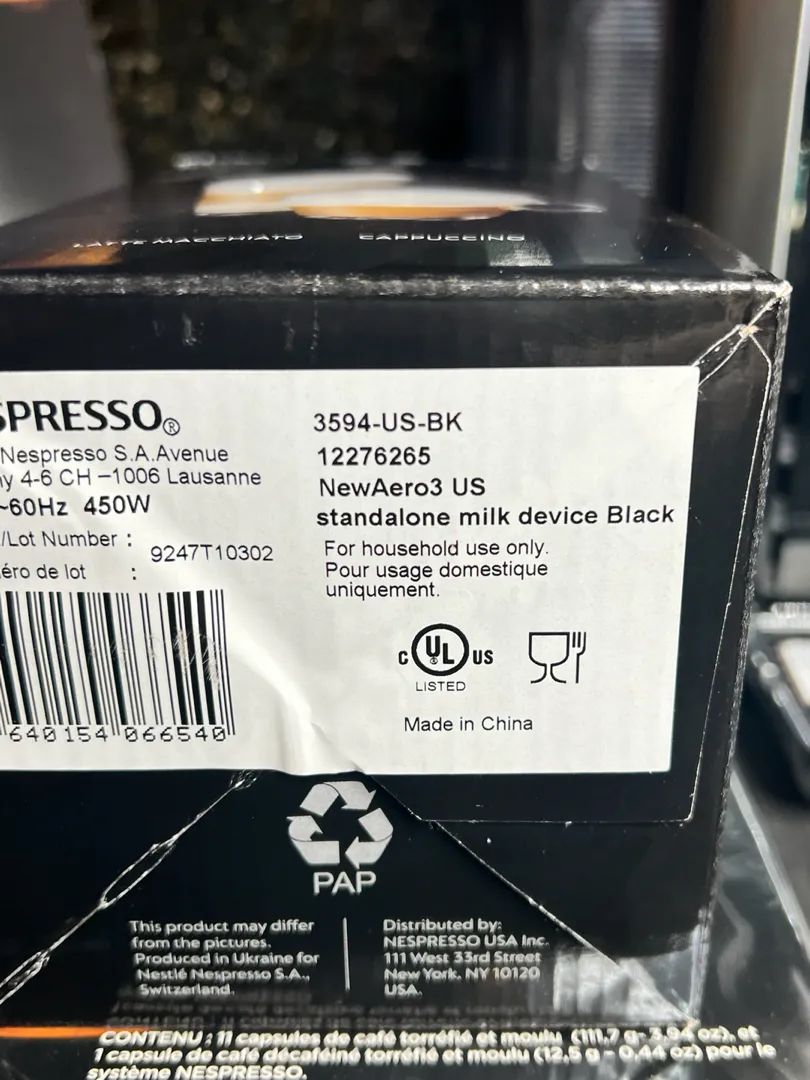 LATTE MACCHIATO CAPPUCCINO
SPRESSO®
Nespresso S.A.Avenue
4-6 CH –1006 Lausanne
~60Hz 450W
/Lot Number :
9247T10302
éro de lot :
640154 066540
3594-US-BK
12276265
NewAero3 US
standalone milk device Black
For household use only.
Pour usage domestique
uniquement.
C UL ® US
LISTED
Made in China
PAP
This product may differ
from the pictures.
Produced in Ukraine for
Nestlé Nespresso S.A.,
Switzerland.
Distributed by:
NESPRESSO USA Inc.
111 West 33rd Street
New York, NY 10120
USA.
CONTENU : 11 capsules de café torréfié et moulu (111,7 g- 3.94 oz), et
1 capsule de café décaféiné torréfié et moulu (12,5 g – 0.44 oz) pour le
système NESPRESSO.